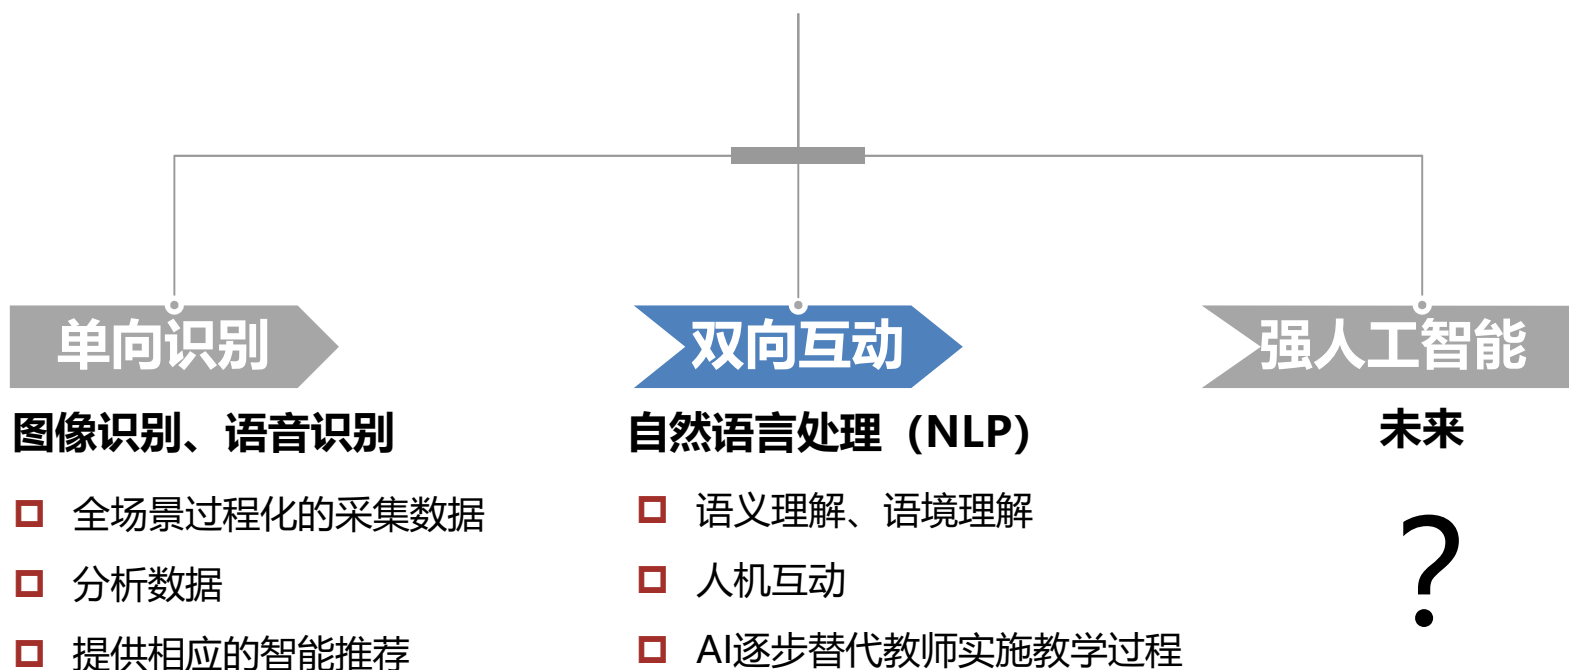 单向识别
图像识别、语音识别
全场景过程化的采集数据
分析数据
提供相应的智能推荐
双向互动
自然语言处理（NLP）
语义理解、语境理解
人机互动
AI逐步替代教师实施教学过程
强人工智能
未来
？